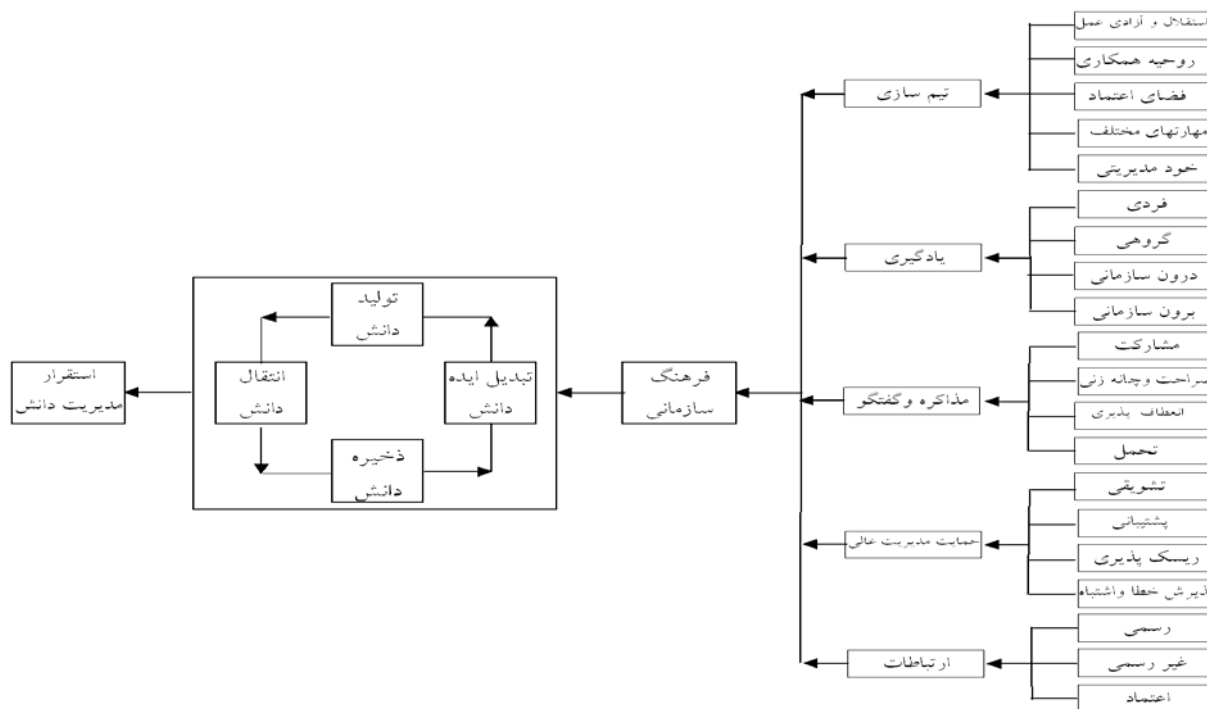 استقلال و آزادی عمل
روحیه همکاری
فضای اعتماد
مهارتهای مختلف
خود مدیریتی
تیم سازی
فردی
گروهی
درون سازمانی
برون سازمانی
یادگیری
مشارکت
صراحت وچانه زنی
انعطاف پذیری
تحمل
مذاکره وگفتگو
تشویقی
پشتیبانی
ریسک پذیری
پذیرش خطا واشتباه
حمایت مدیریت عالی
رسمی
غیر رسمی
اعتماد
ارتباطات
فرهنگ
سازمانی
تبدیل ایده
دانش
تولید
دانش
انتقال
دانش
ذخیره
دانش
استقرار
مدیریت دانش